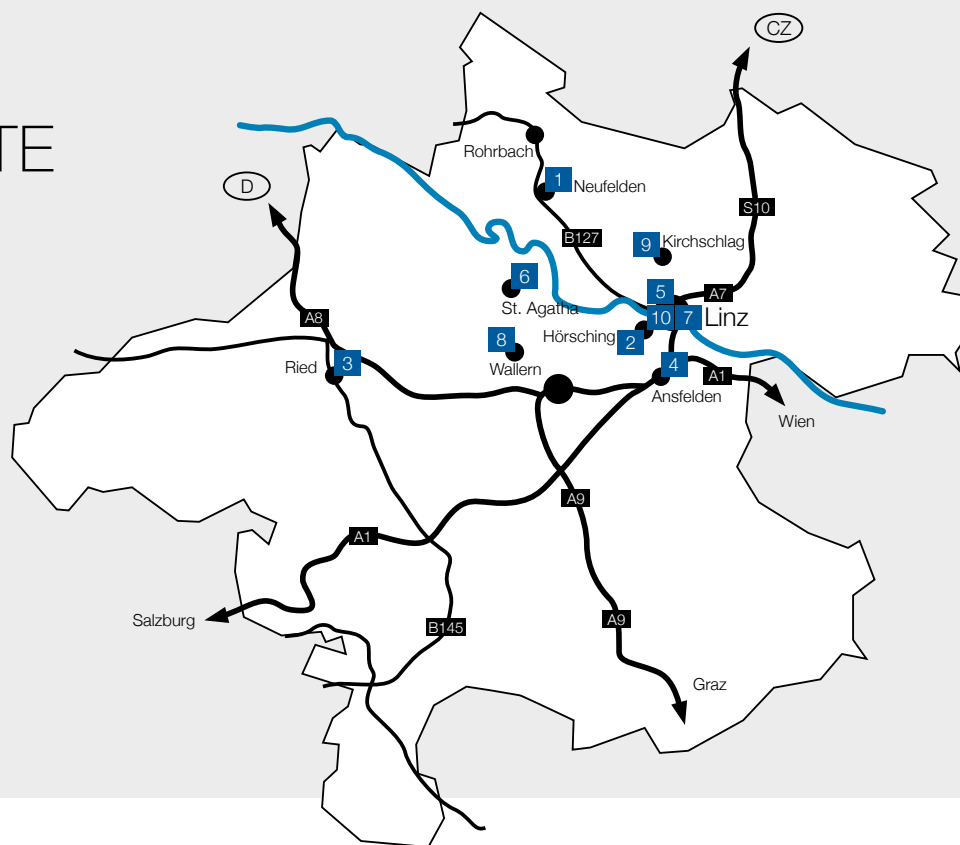 CZ
TE
Rohrbach
D
1
Neufelden
S10
B127
9
Kirchschlag
6
5
A7
St. Agatha
A8
10
7
Linz
Hörsching
2
8
Wallern
Ried
3
4
A1
Ansfelden
Wien
A9
A1
Salzburg
B145
A9
Graz